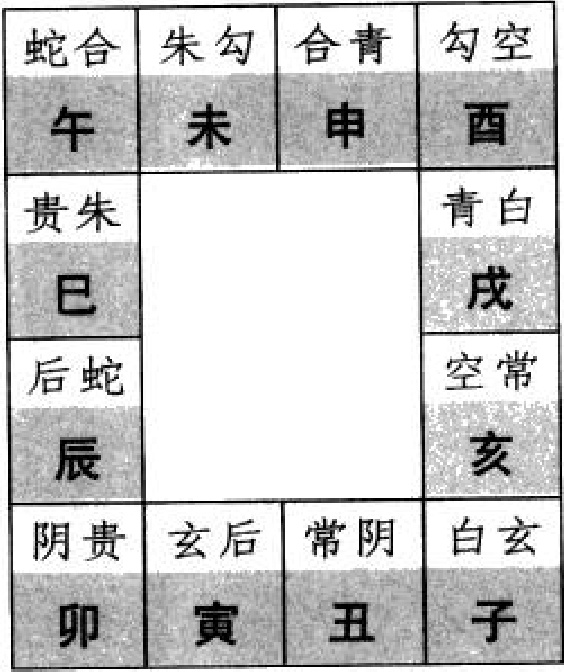 蛇合 朱勾 合青 勾空
午 未 申 酉
贵朱 青白
巳 戌
后蛇 空常
辰 亥
阴贵 玄后 常阴 白玄
卯 寅 丑 子